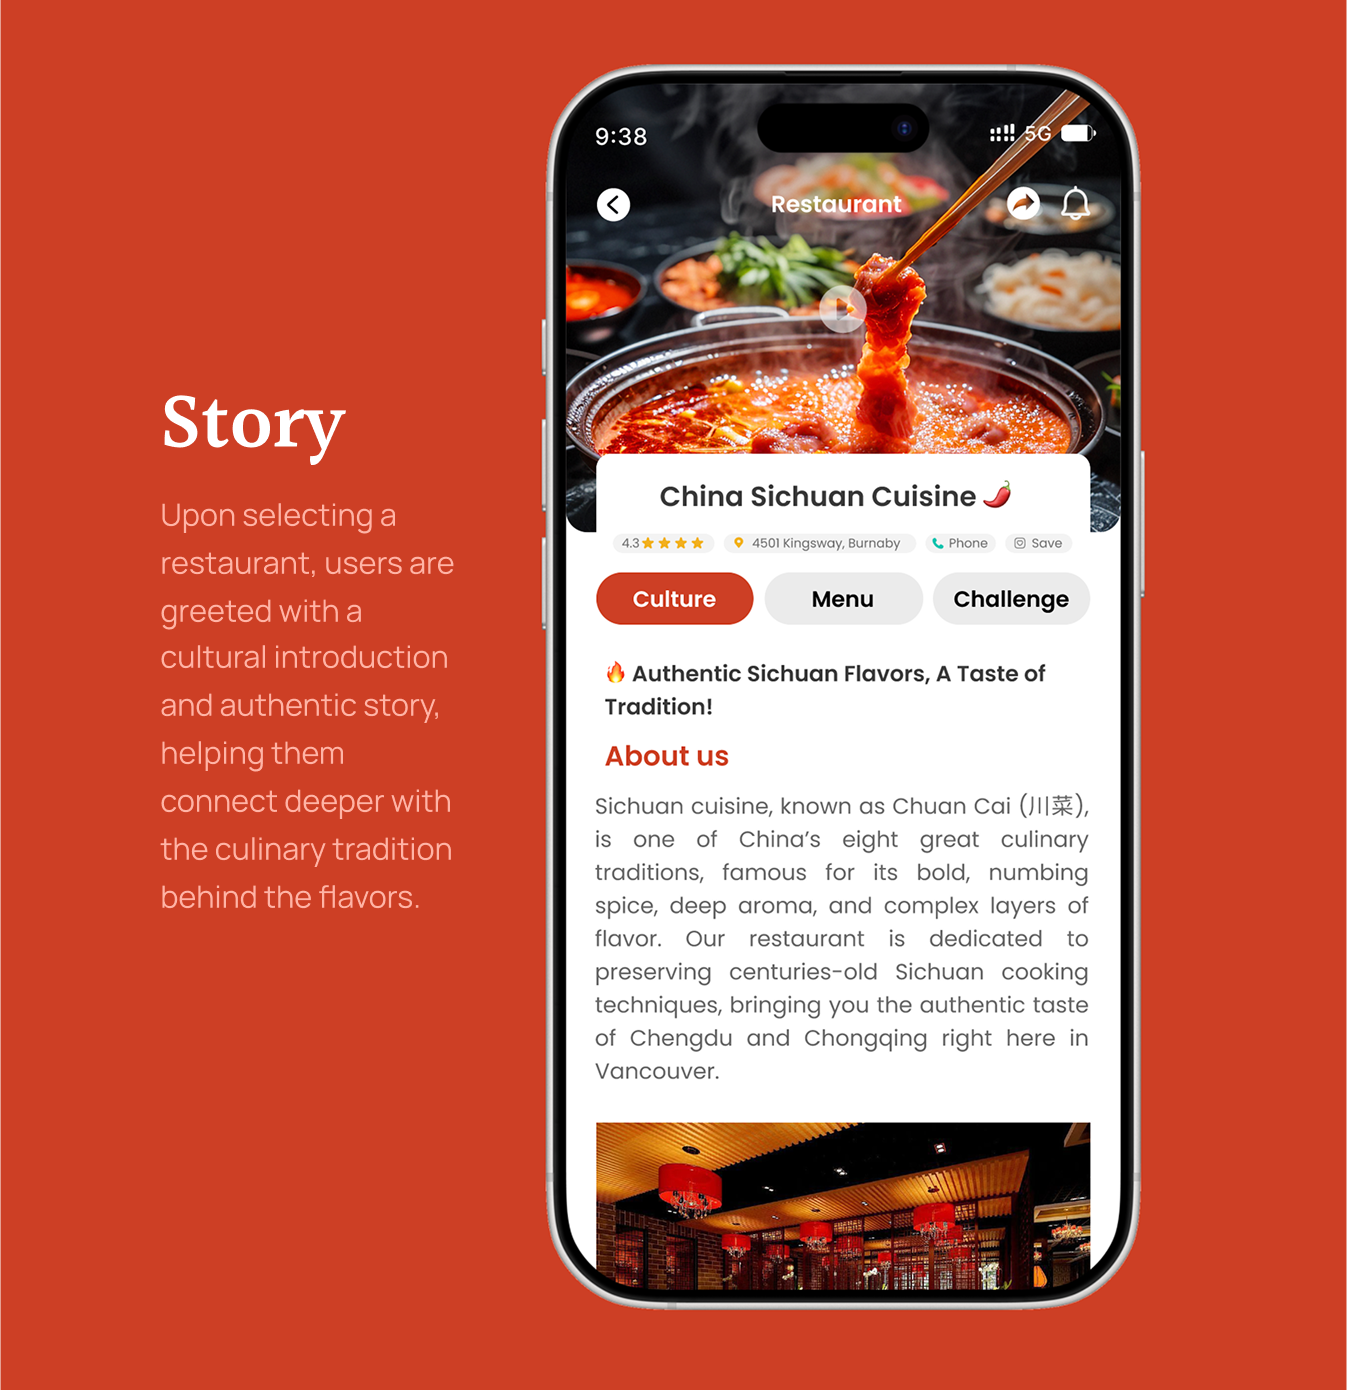 Story
Upon selecting a
restaurant, users are
greeted with a
cultural introduction
and authentic story,
helping them
connect deeper with
the culinary tradition
behind the flavors.
9:38
5G
Restaurant
China Sichuan Cuisine 🌶️
4.3 ★★★★
4501 Kingsway, Burnaby
Phone
Save
Culture
Menu
Challenge
🔥 Authentic Sichuan Flavors, A Taste of
Tradition!
About us
Sichuan cuisine, known as Chuan Cai (川菜),
is one of China’s eight great culinary
traditions, famous for its bold, numbing
spice, deep aroma, and complex layers of
flavor. Our restaurant is dedicated to
preserving centuries-old Sichuan cooking
techniques, bringing you the authentic taste
of Chengdu and Chongqing right here in
Vancouver.